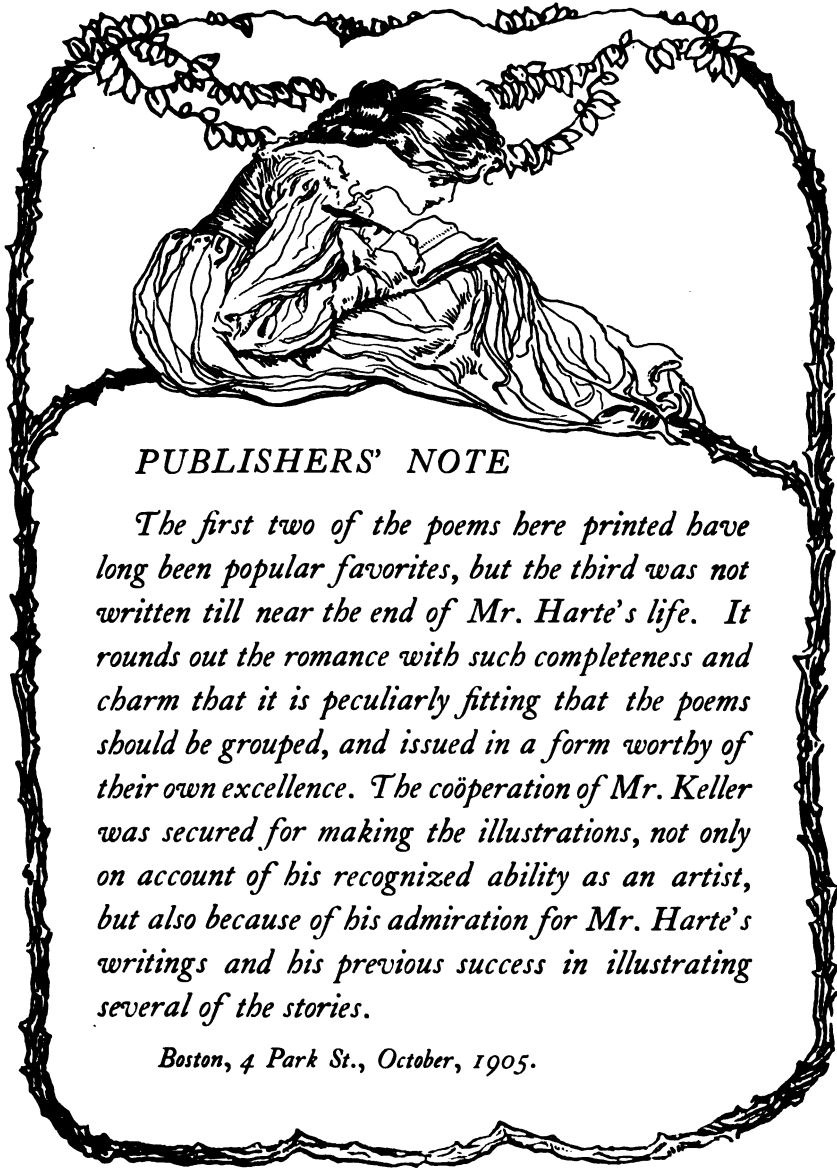 PUBLISHERS' NOTE
The first two of the poems here printed have
long been popular favorites, but the third was not
written till near the end of Mr. Harte's life. It
rounds out the romance with such completeness and
charm that it is peculiarly fitting that the poems
should be grouped, and issued in a form worthy of
their own excellence. The coöperation of Mr. Keller
was secured for making the illustrations, not only
on account of his recognized ability as an artist,
but also because of his admiration for Mr. Harte's
writings and his previous success in illustrating
several of the stories.
Boston, 4 Park St., October, 1905.